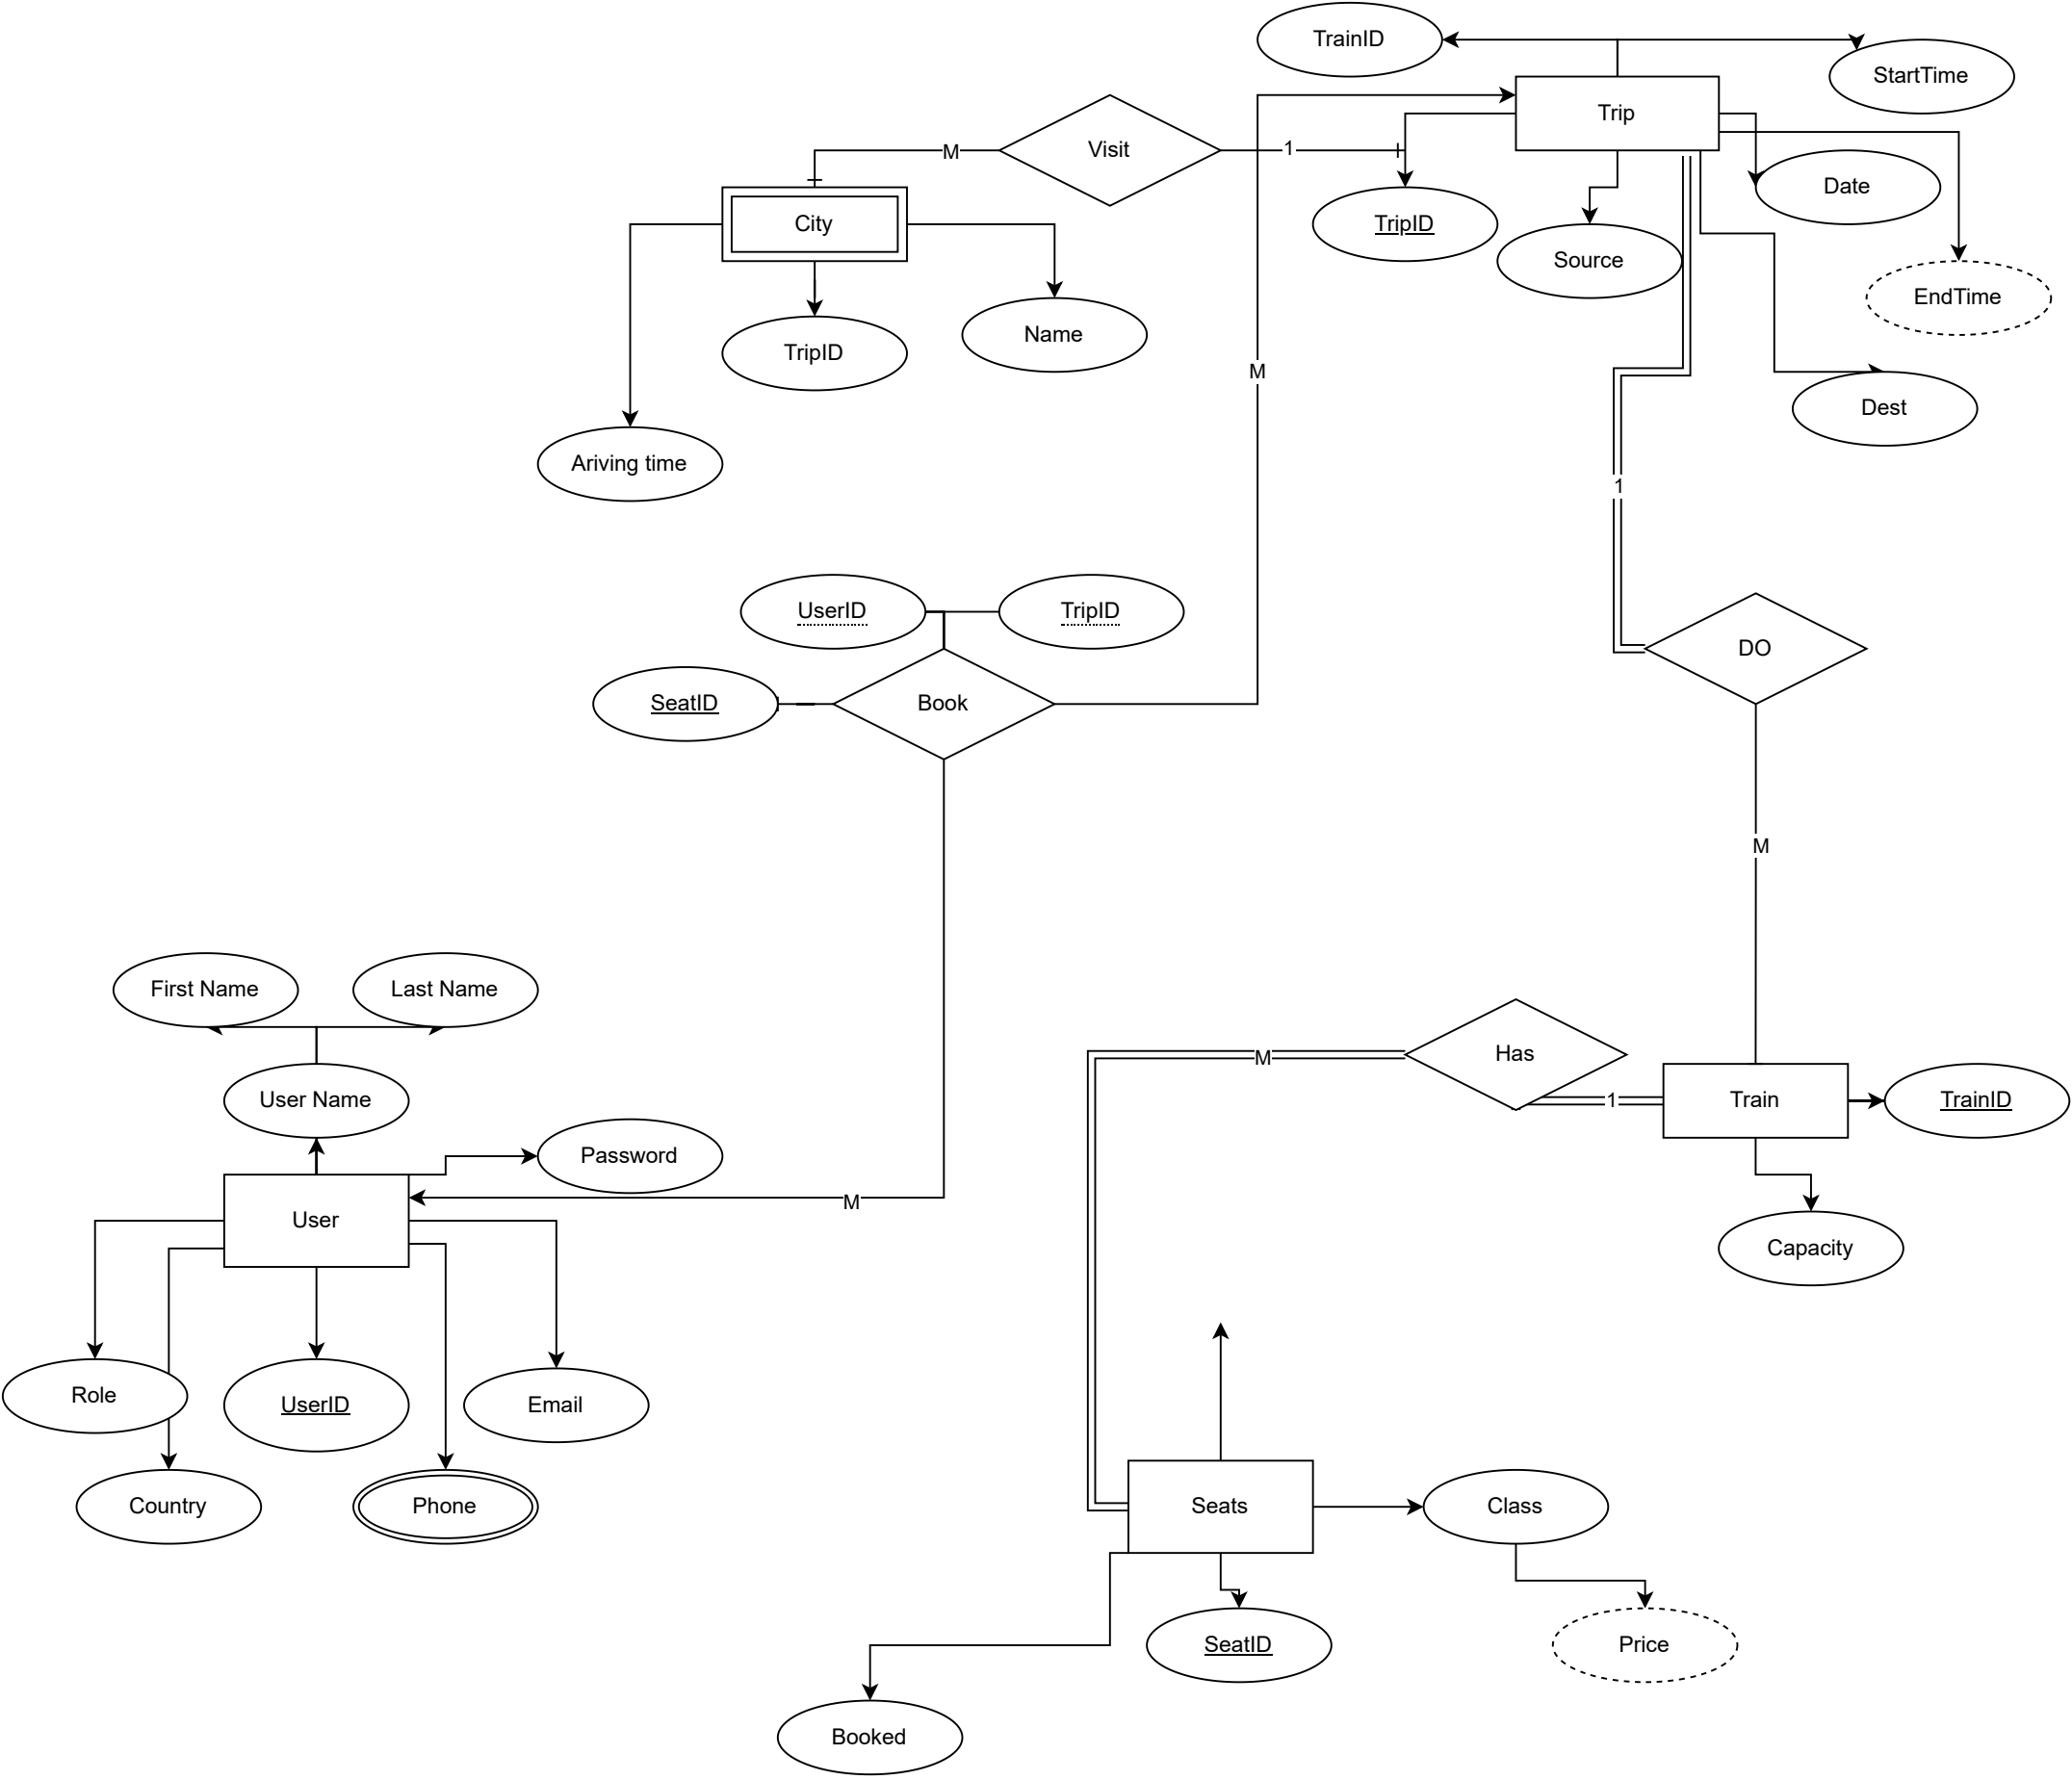 TrainID
StartTime
Trip
Visit
M
1
Date
City
TripID
Source
EndTime
TripID
Name
M
Dest
Ariving time
1
UserID
TripID
DO
SeatID
Book
M
First Name
Last Name
Has
M
User Name
1
Train
TrainID
Password
M
User
Capacity
Role
UserID
Email
Country
Phone
Seats
Class
SeatID
Price
Booked